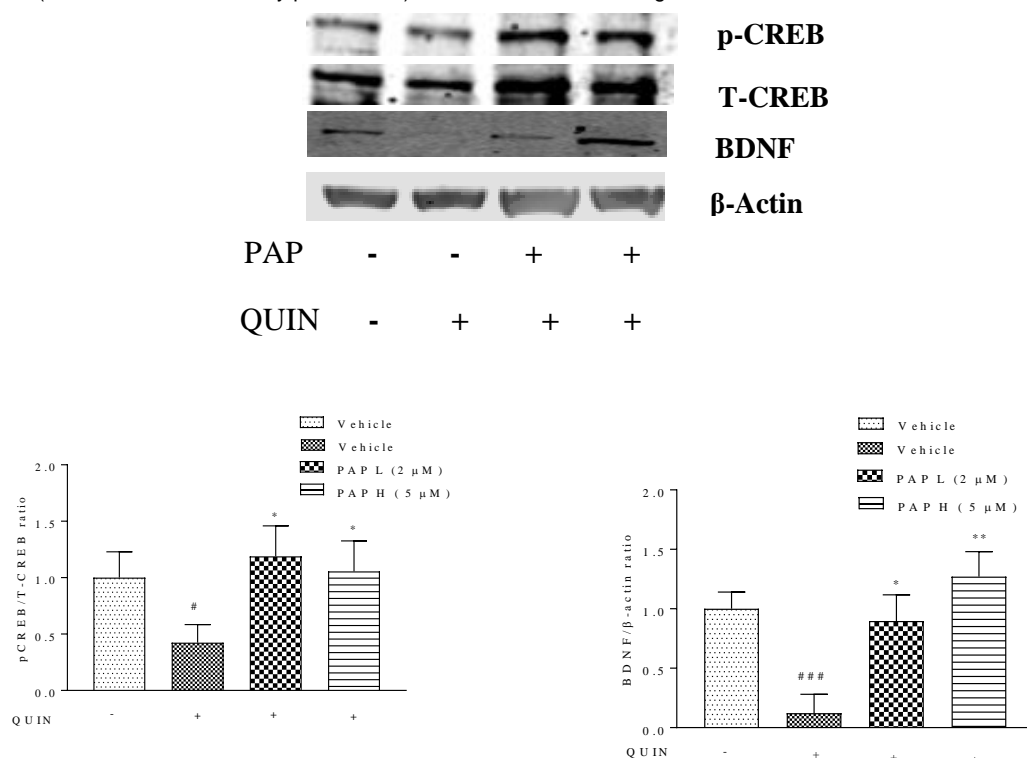 p-CREB
T-CREB
BDNF
β-Actin
PAP - - + +
QUIN - + + +
Vehicle
Vehicle
PAP L (2 μM)
PAP H (5 μM)
2.0
1.5
1.0
0.5
0.0
pCREB/T-CREB ratio
#
*
*
QUIN - + + +
Vehicle
Vehicle
PAP L (2 μM)
PAP H (5 μM)
2.0
1.5
1.0
0.5
0.0
BDNF/β-actin ratio
###
*
**
QUIN - + +